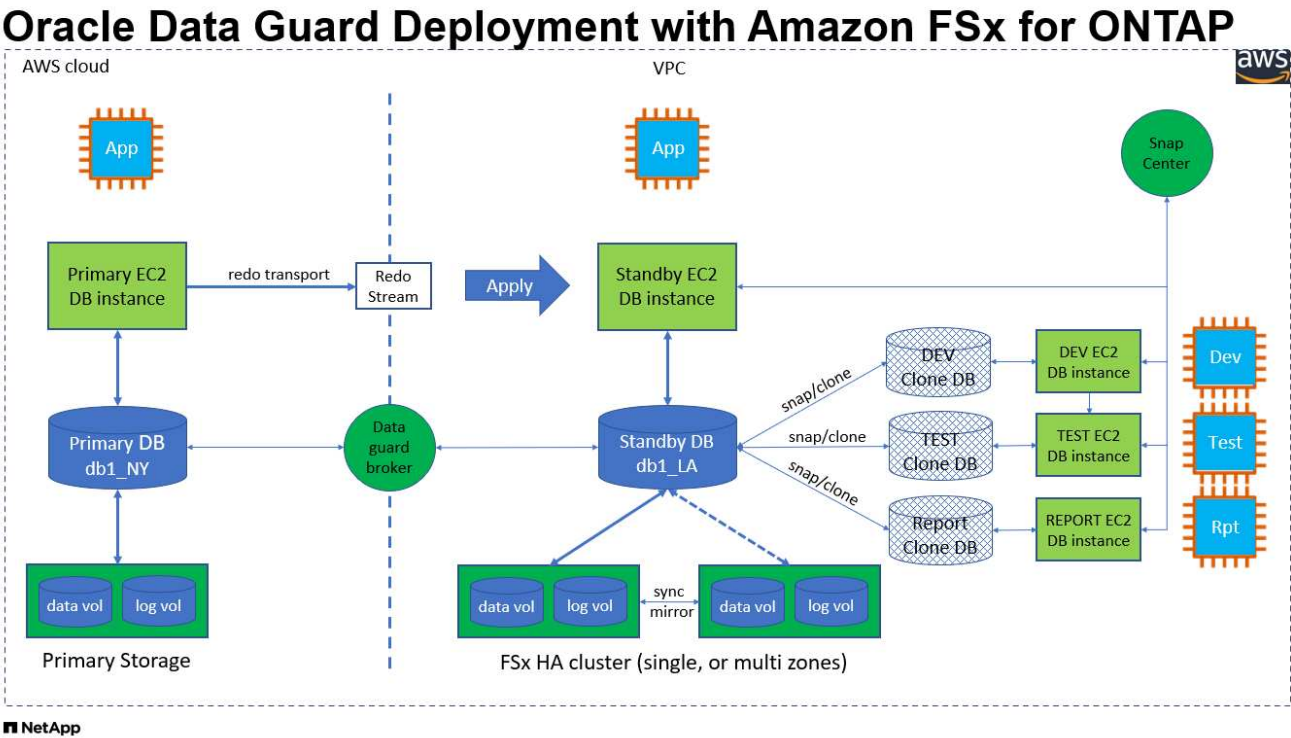 Oracle Data Guard Deployment with Amazon FSx for ONTAP
AWS cloud
VPC
aws
App
App
Snap
Center
Primary EC2
DB instance
redo transport
Redo
Stream
Apply
Standby EC2
DB instance
DEV
Clone DB
DEV EC2
DB instance
Dev
snap/clone
Primary DB
db1_NY
Data
guard
broker
Standby DB
db1_LA
snap/clone
TEST
Clone DB
TEST EC2
DB instance
Test
snap/clone
Report
Clone DB
REPORT EC2
DB instance
Rpt
data vol
log vol
data vol
log vol
sync
mirror
data vol
log vol
Primary Storage
FSx HA cluster (single, or multi zones)
NetApp